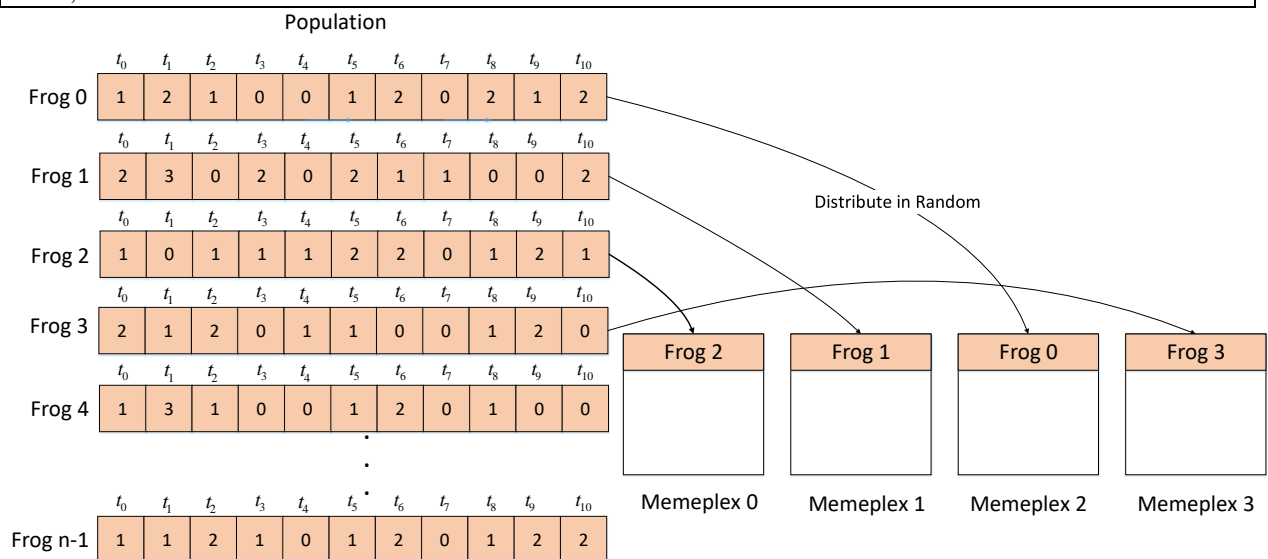 Population
t0 t1 t2 t3 t4 t5 t6 t7 t8 t9 t10
Frog 0 1 2 1 0 0 1 2 0 2 1 2
t0 t1 t2 t3 t4 t5 t6 t7 t8 t9 t10
Frog 1 2 3 0 2 0 2 1 1 0 0 2
Distribute in Random
t0 t1 t2 t3 t4 t5 t6 t7 t8 t9 t10
Frog 2 1 0 1 1 1 2 2 0 1 2 1
t0 t1 t2 t3 t4 t5 t6 t7 t8 t9 t10
Frog 3 2 1 2 0 1 1 0 0 1 2 0
Frog 2 Frog 1 Frog 0 Frog 3
t0 t1 t2 t3 t4 t5 t6 t7 t8 t9 t10
Frog 4 1 3 1 0 0 1 2 0 1 0 0
.
.
.
t0 t1 t2 t3 t4 t5 t6 t7 t8 t9 t10
Memeplex 0 Memeplex 1 Memeplex 2 Memeplex 3
Frog n-1 1 1 2 1 0 1 2 0 1 2 2